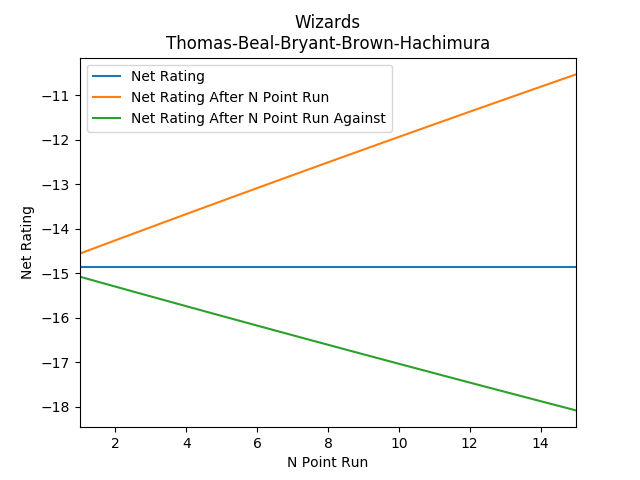 Wizards
Thomas-Beal-Bryant-Brown-Hachimura
Net Rating
Net Rating After N Point Run
Net Rating After N Point Run Against
−11
−12
−13
−14
−15
−16
−17
−18
Net Rating
2 4 6 8 10 12 14
N Point Run